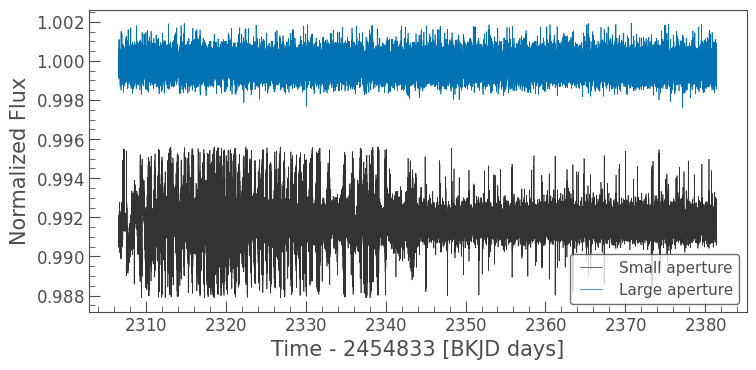 1.002
1.000
0.998
0.996
0.994
0.992
0.990
0.988
Normalized Flux
Small aperture
Large aperture
2310 2320 2330 2340 2350 2360 2370 2380
Time - 2454833 [BKJD days]